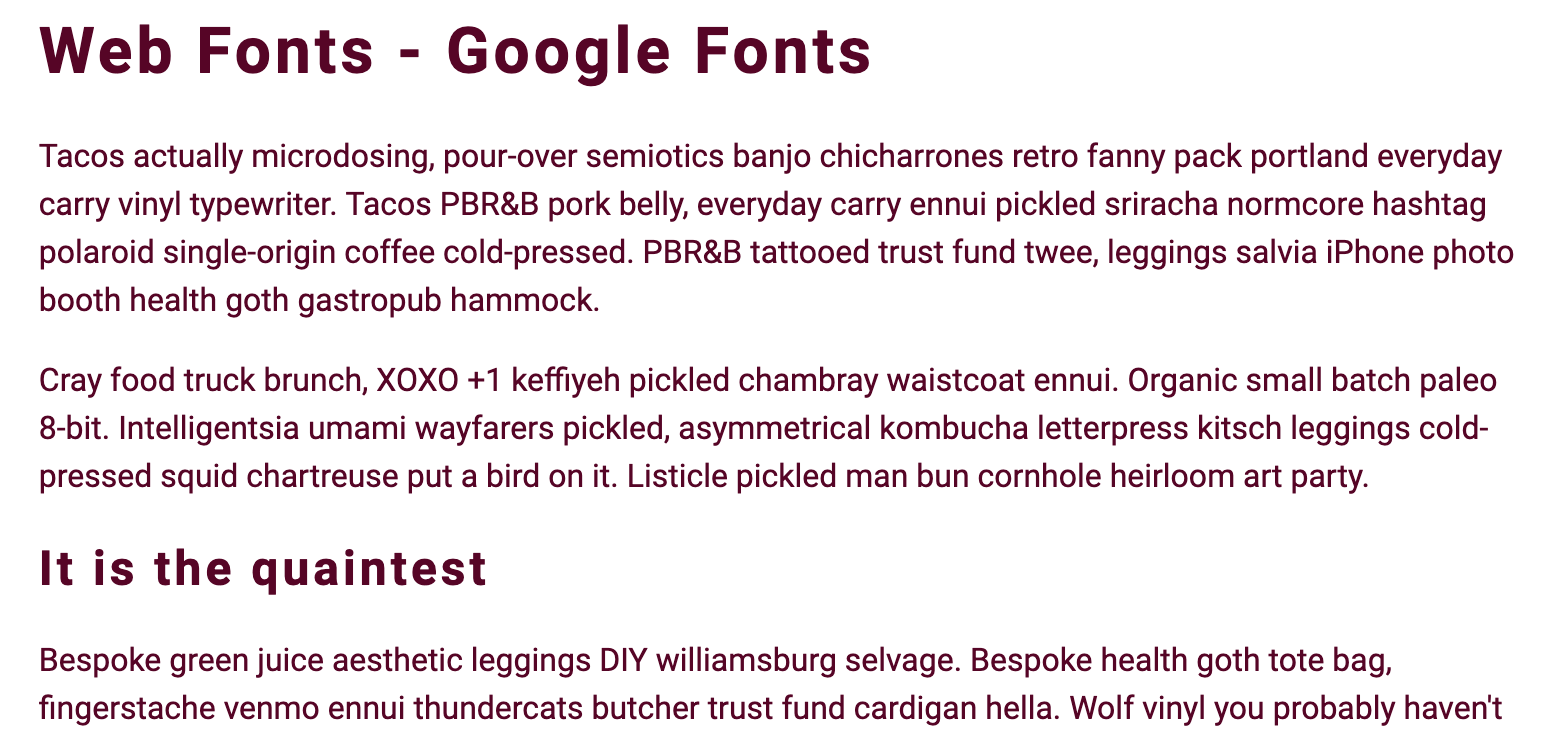 Web Fonts - Google Fonts
Tacos actually microdosing, pour-over semiotics banjo chicharrones retro fanny pack portland everyday
carry vinyl typewriter. Tacos PBR&B pork belly, everyday carry ennui pickled sriracha normcore hashtag
polaroid single-origin coffee cold-pressed. PBR&B tattooed trust fund twee, leggings salvia iPhone photo
booth health goth gastropub hammock.
Cray food truck brunch, XOXO +1 keffiyeh pickled chambray waistcoat ennui. Organic small batch paleo
8-bit. Intelligentsia umami wayfarers pickled, asymmetrical kombucha letterpress kitsch leggings cold-
pressed squid chartreuse put a bird on it. Listicle pickled man bun cornhole heirloom art party.
It is the quaintest
Bespoke green juice aesthetic leggings DIY williamsburg selvage. Bespoke health goth tote bag,
fingerstache venmo ennui thundercats butcher trust fund cardigan hella. Wolf vinyl you probably haven't